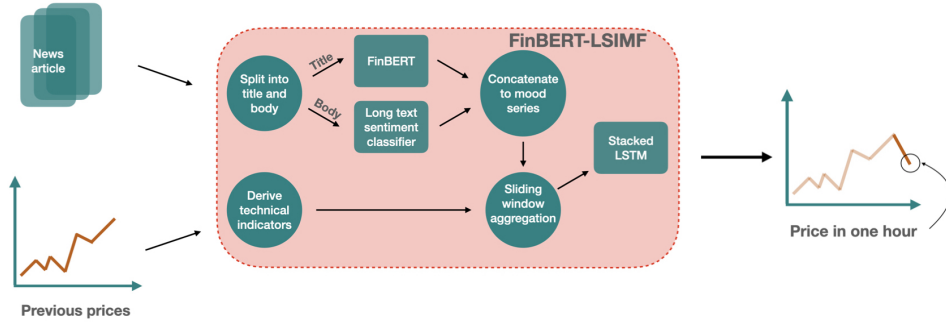 FinBERT-LSIMF
News
article
Split into
title and
body
Title
Body
FinBERT
Long text
sentiment
classifier
Concatenate
to mood
series
Stacked
LSTM
Derive
technical
indicators
Sliding
window
aggregation
Previous prices
Price in one hour